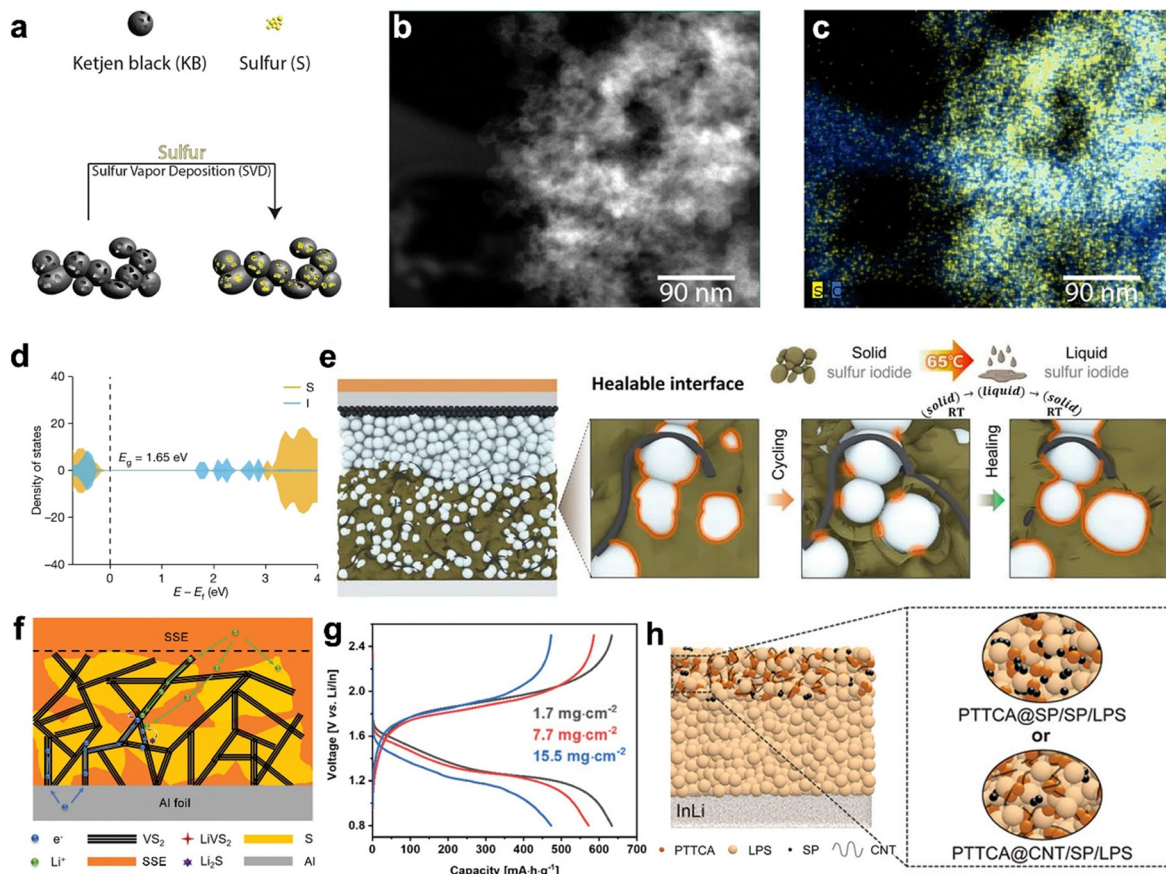 a
Ketjen black (KB)
Sulfur (S)
Sulfur
Sulfur Vapor Deposition (SVD)
b
90 nm
c
S C
90 nm
d
Density of states
40
20
0
−20
−40
S
I
Eg = 1.65 eV
0 1 2 3 4
E − Ef (eV)
e
Healable interface
Solid
sulfur iodide
65℃
Liquid
sulfur iodide
(solid) → (liquid) → (solid)
RT RT
Cycling
Healing
f
SSE
Al foil
e- VS2 LiVS2 S
Li+ SSE Li2S Al
g
Voltage [V vs. Li/In]
2.4
2.0
1.6
1.2
0.8
1.7 mg·cm-2
7.7 mg·cm-2
15.5 mg·cm-2
0 100 200 300 400 500 600 700
Capacity [mA·h·g-1]
h
InLi
PTTCA LPS SP CNT
PTTCA@SP/SP/LPS
or
PTTCA@CNT/SP/LPS